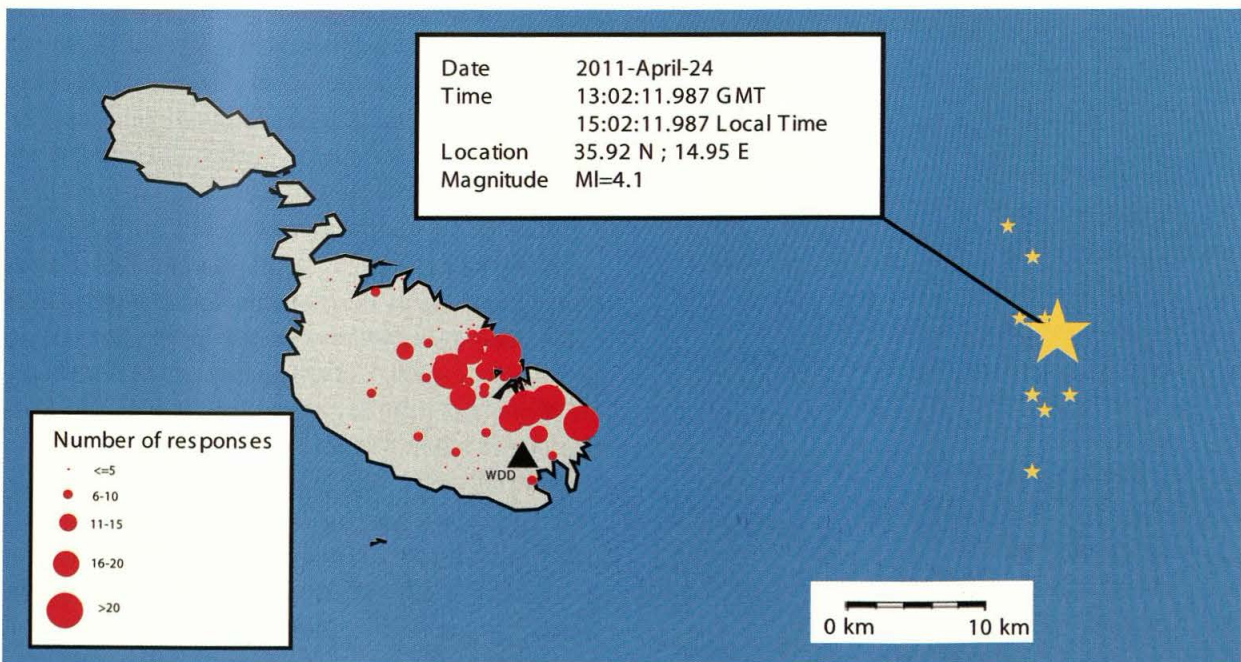 Date 2011-April-24
Time 13:02:11.987 GMT
15:02:11.987 Local Time
Location 35.92 N ; 14.95 E
Magnitude Ml=4.1
Number of responses
<=5
6-10
11-15
16-20
>20
WDD
0 km 10 km